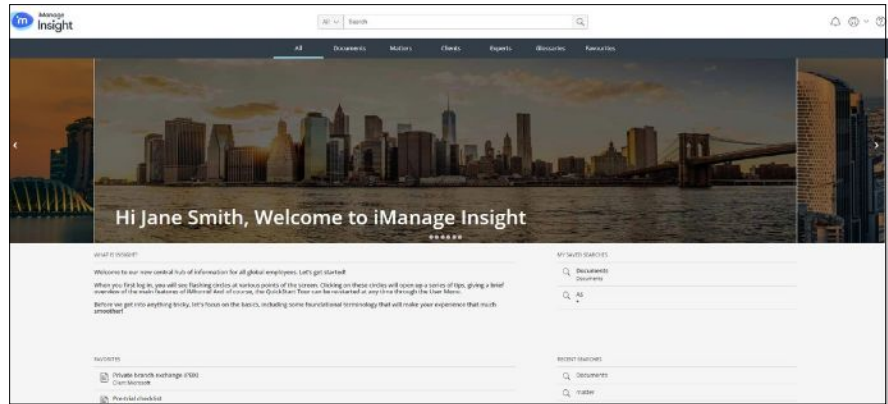 iManage
Insight
All Search
All Documents Matters Clients Experts Glossaries Favourites
Hi Jane Smith, Welcome to iManage Insight
WHAT IS INSIGHT?
Welcome to our new central hub of information for all global employees. Let's get started!
When you first log in, you will see flashing circles at various points of the screen. Clicking on these circles will open up a series of tips, giving a brief
overview of the main features of And of course, the QuickStart Tour can be restarted at any time through the User Menu.
Before we get into anything tricky, let's focus on the basics, including some foundational terminology that will make your experience that much
smoother!
MY SAVED SEARCHES
Documents
Documents
AS
*
FAVORITES
Private branch exchange (PBX)
Client Microsoft
Pre-trial checklist
RECENT SEARCHES
Documents
matter